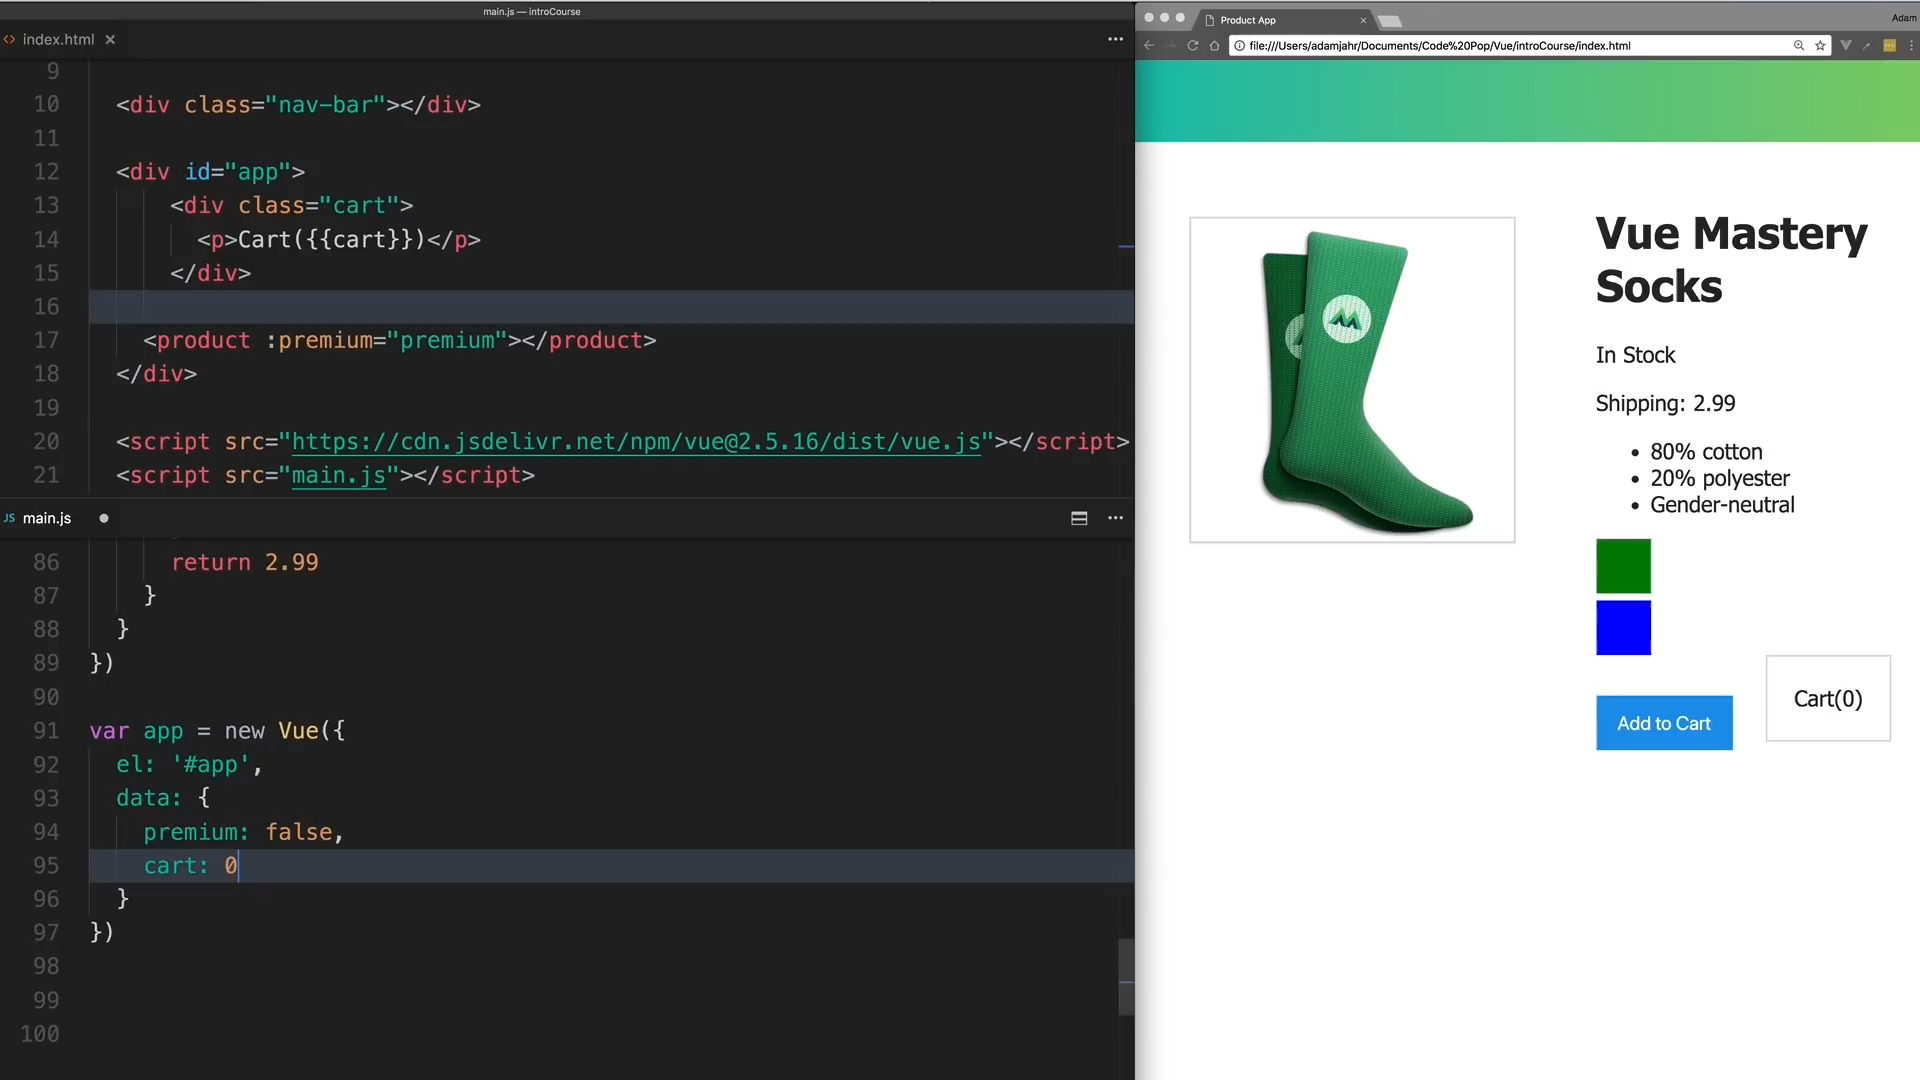 main.js — introCourse
index.html
9
10 <div class="nav-bar"></div>
11
12 <div id="app">
13 <div class="cart">
14 <p>Cart({{cart}})</p>
15 </div>
16
17 <product :premium="premium"></product>
18 </div>
19
20 <script src="https://cdn.jsdelivr.net/npm/vue@2.5.16/dist/vue.js"></script>
21 <script src="main.js"></script>
JS main.js
86 return 2.99
87 }
88 }
89 })
90
91 var app = new Vue({
92 el: '#app',
93 data: {
94 premium: false,
95 cart: 0
96 }
97 })
98
99
100
Product App
Adam
file:///Users/adamjahr/Documents/Code%20Pop/Vue/introCourse/index.html
Vue Mastery
Socks
In Stock
Shipping: 2.99
• 80% cotton
• 20% polyester
• Gender-neutral
Add to Cart
Cart(0)